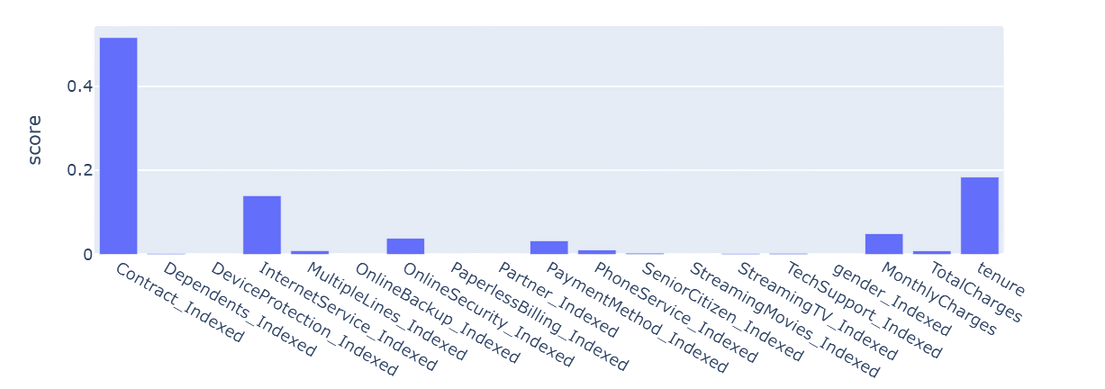 score
0.4
0.2
0
Contract_Indexed
Dependents_Indexed
DeviceProtection_Indexed
InternetService_Indexed
MultipleLines_Indexed
OnlineBackup_Indexed
OnlineSecurity_Indexed
PaperlessBilling_Indexed
Partner_Indexed
PaymentMethod_Indexed
PhoneService_Indexed
SeniorCitizen_Indexed
StreamingMovies_Indexed
StreamingTV_Indexed
TechSupport_Indexed
gender_Indexed
MonthlyCharges
TotalCharges
tenure